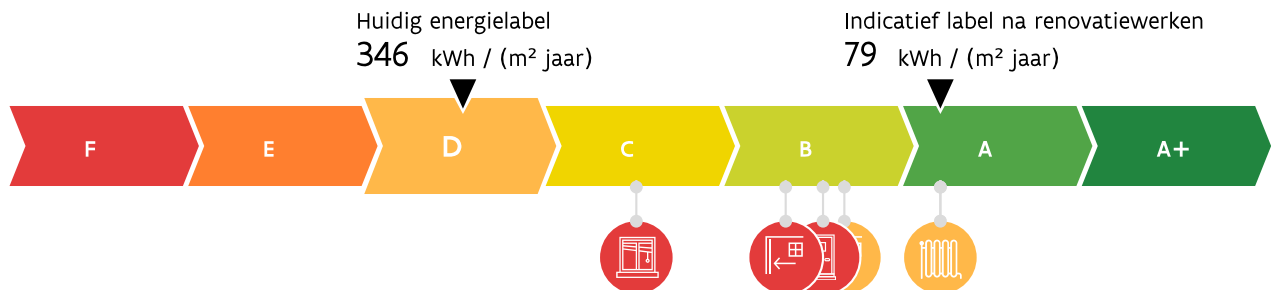 Huidig energielabel
346 kWh / (m² jaar)
Indicatief label na renovatiewerken
79 kWh / (m² jaar)
F E D C B A A+